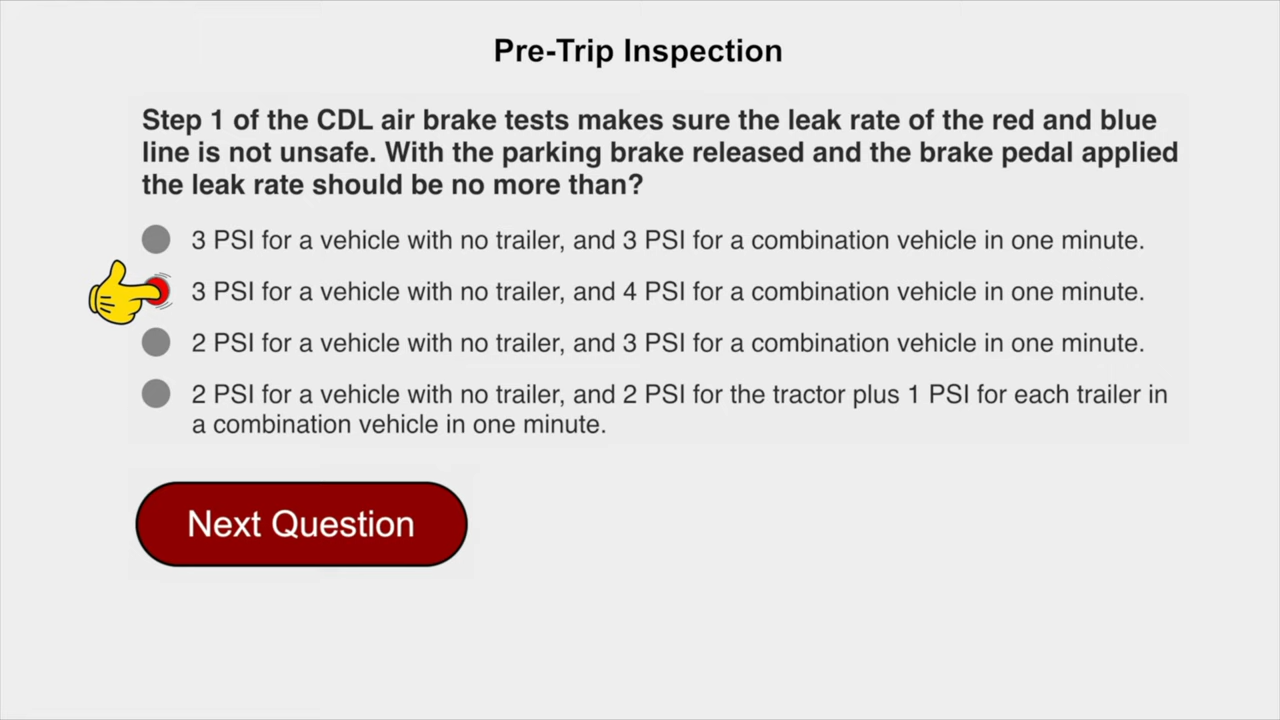 Pre-Trip Inspection
Step 1 of the CDL air brake tests makes sure the leak rate of the red and blue
line is not unsafe. With the parking brake released and the brake pedal applied
the leak rate should be no more than?
3 PSI for a vehicle with no trailer, and 3 PSI for a combination vehicle in one minute.
3 PSI for a vehicle with no trailer, and 4 PSI for a combination vehicle in one minute.
2 PSI for a vehicle with no trailer, and 3 PSI for a combination vehicle in one minute.
2 PSI for a vehicle with no trailer, and 2 PSI for the tractor plus 1 PSI for each trailer in
a combination vehicle in one minute.
Next Question